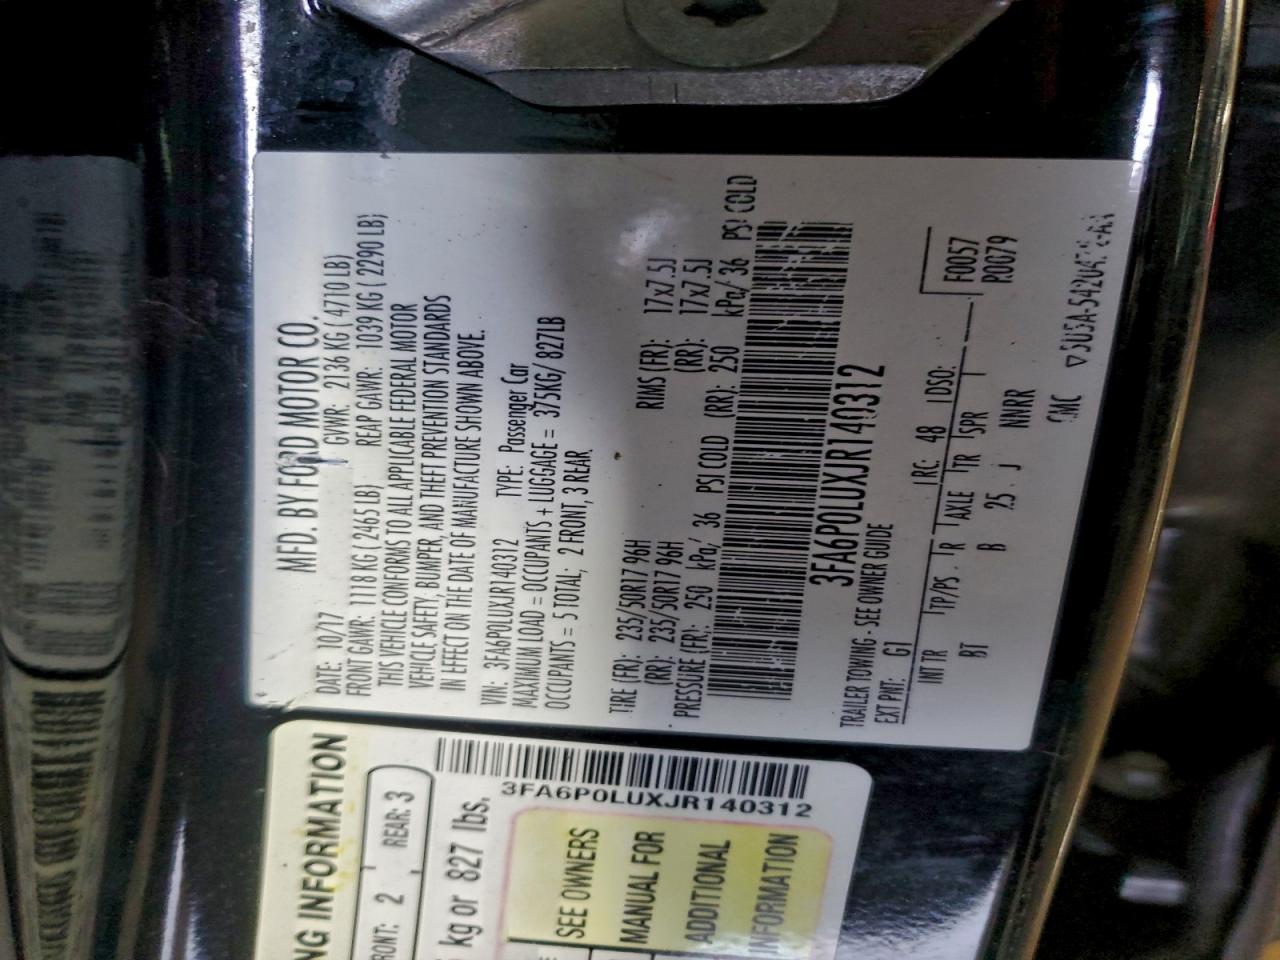 MFD. BY FORD MOTOR CO.
DATE: 10/17 GVWR: 2136 KG ( 4710 LB)
FRONT GAWR: 1118 KG ( 2465 LB) REAR GAWR: 1039 KG ( 2290 LB)
THIS VEHICLE CONFORMS TO ALL APPLICABLE FEDERAL MOTOR
VEHICLE SAFETY, BUMPER, AND THEFT PREVENTION STANDARDS
IN EFFECT ON THE DATE OF MANUFACTURE SHOWN ABOVE.
VIN: 3FA6P0LUXJR140312 TYPE: Passenger Car
MAXIMUM LOAD = OCCUPANTS + LUGGAGE = 375KG/ 827LB
OCCUPANTS = 5 TOTAL; 2 FRONT, 3 REAR
TIRE (FR): 235/50R17 96H RIMS (FR): 17x7.5J
(RR): 235/50R17 96H (RR): 17x7.5J
PRESSURE (FR): 250 kPa/ 36 PSI COLD (RR): 250 kPa/ 36 PSI COLD
3FA6P0LUXJR140312
TRAILER TOWING - SEE OWNER GUIDE
EXT PNT: G1 RC: 48 DSO: F0057
INT TR TP/PS R AXLE TR SPR R0079
BT B 25 J NNRR
▽5U5A-
NG INFORMATION
RONT: 2 REAR: 3
kg or 827 lbs.
3FA6P0LUXJR140312
SEE OWNERS
MANUAL FOR
ADDITIONAL
INFORMATION